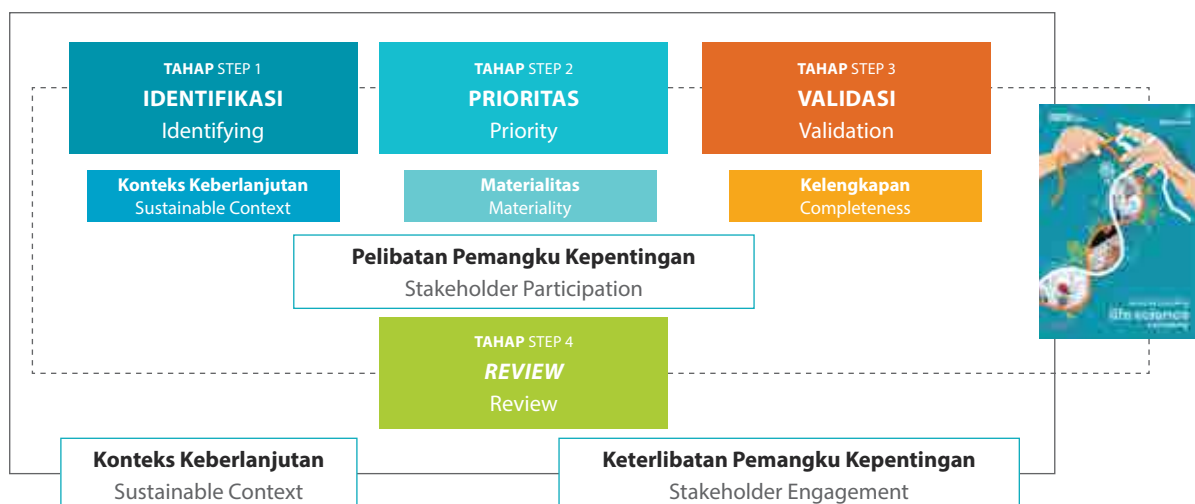 TAHAP STEP 1
IDENTIFIKASI
Identifying
TAHAP STEP 2
PRIORITAS
Priority
TAHAP STEP 3
VALIDASI
Validation
Konteks Keberlanjutan
Sustainable Context
Materialitas
Materiality
Kelengkapan
Completeness
Pelibatan Pemangku Kepentingan
Stakeholder Participation
life science
TAHAP STEP 4
REVIEW
Review
Konteks Keberlanjutan
Sustainable Context
Keterlibatan Pemangku Kepentingan
Stakeholder Engagement